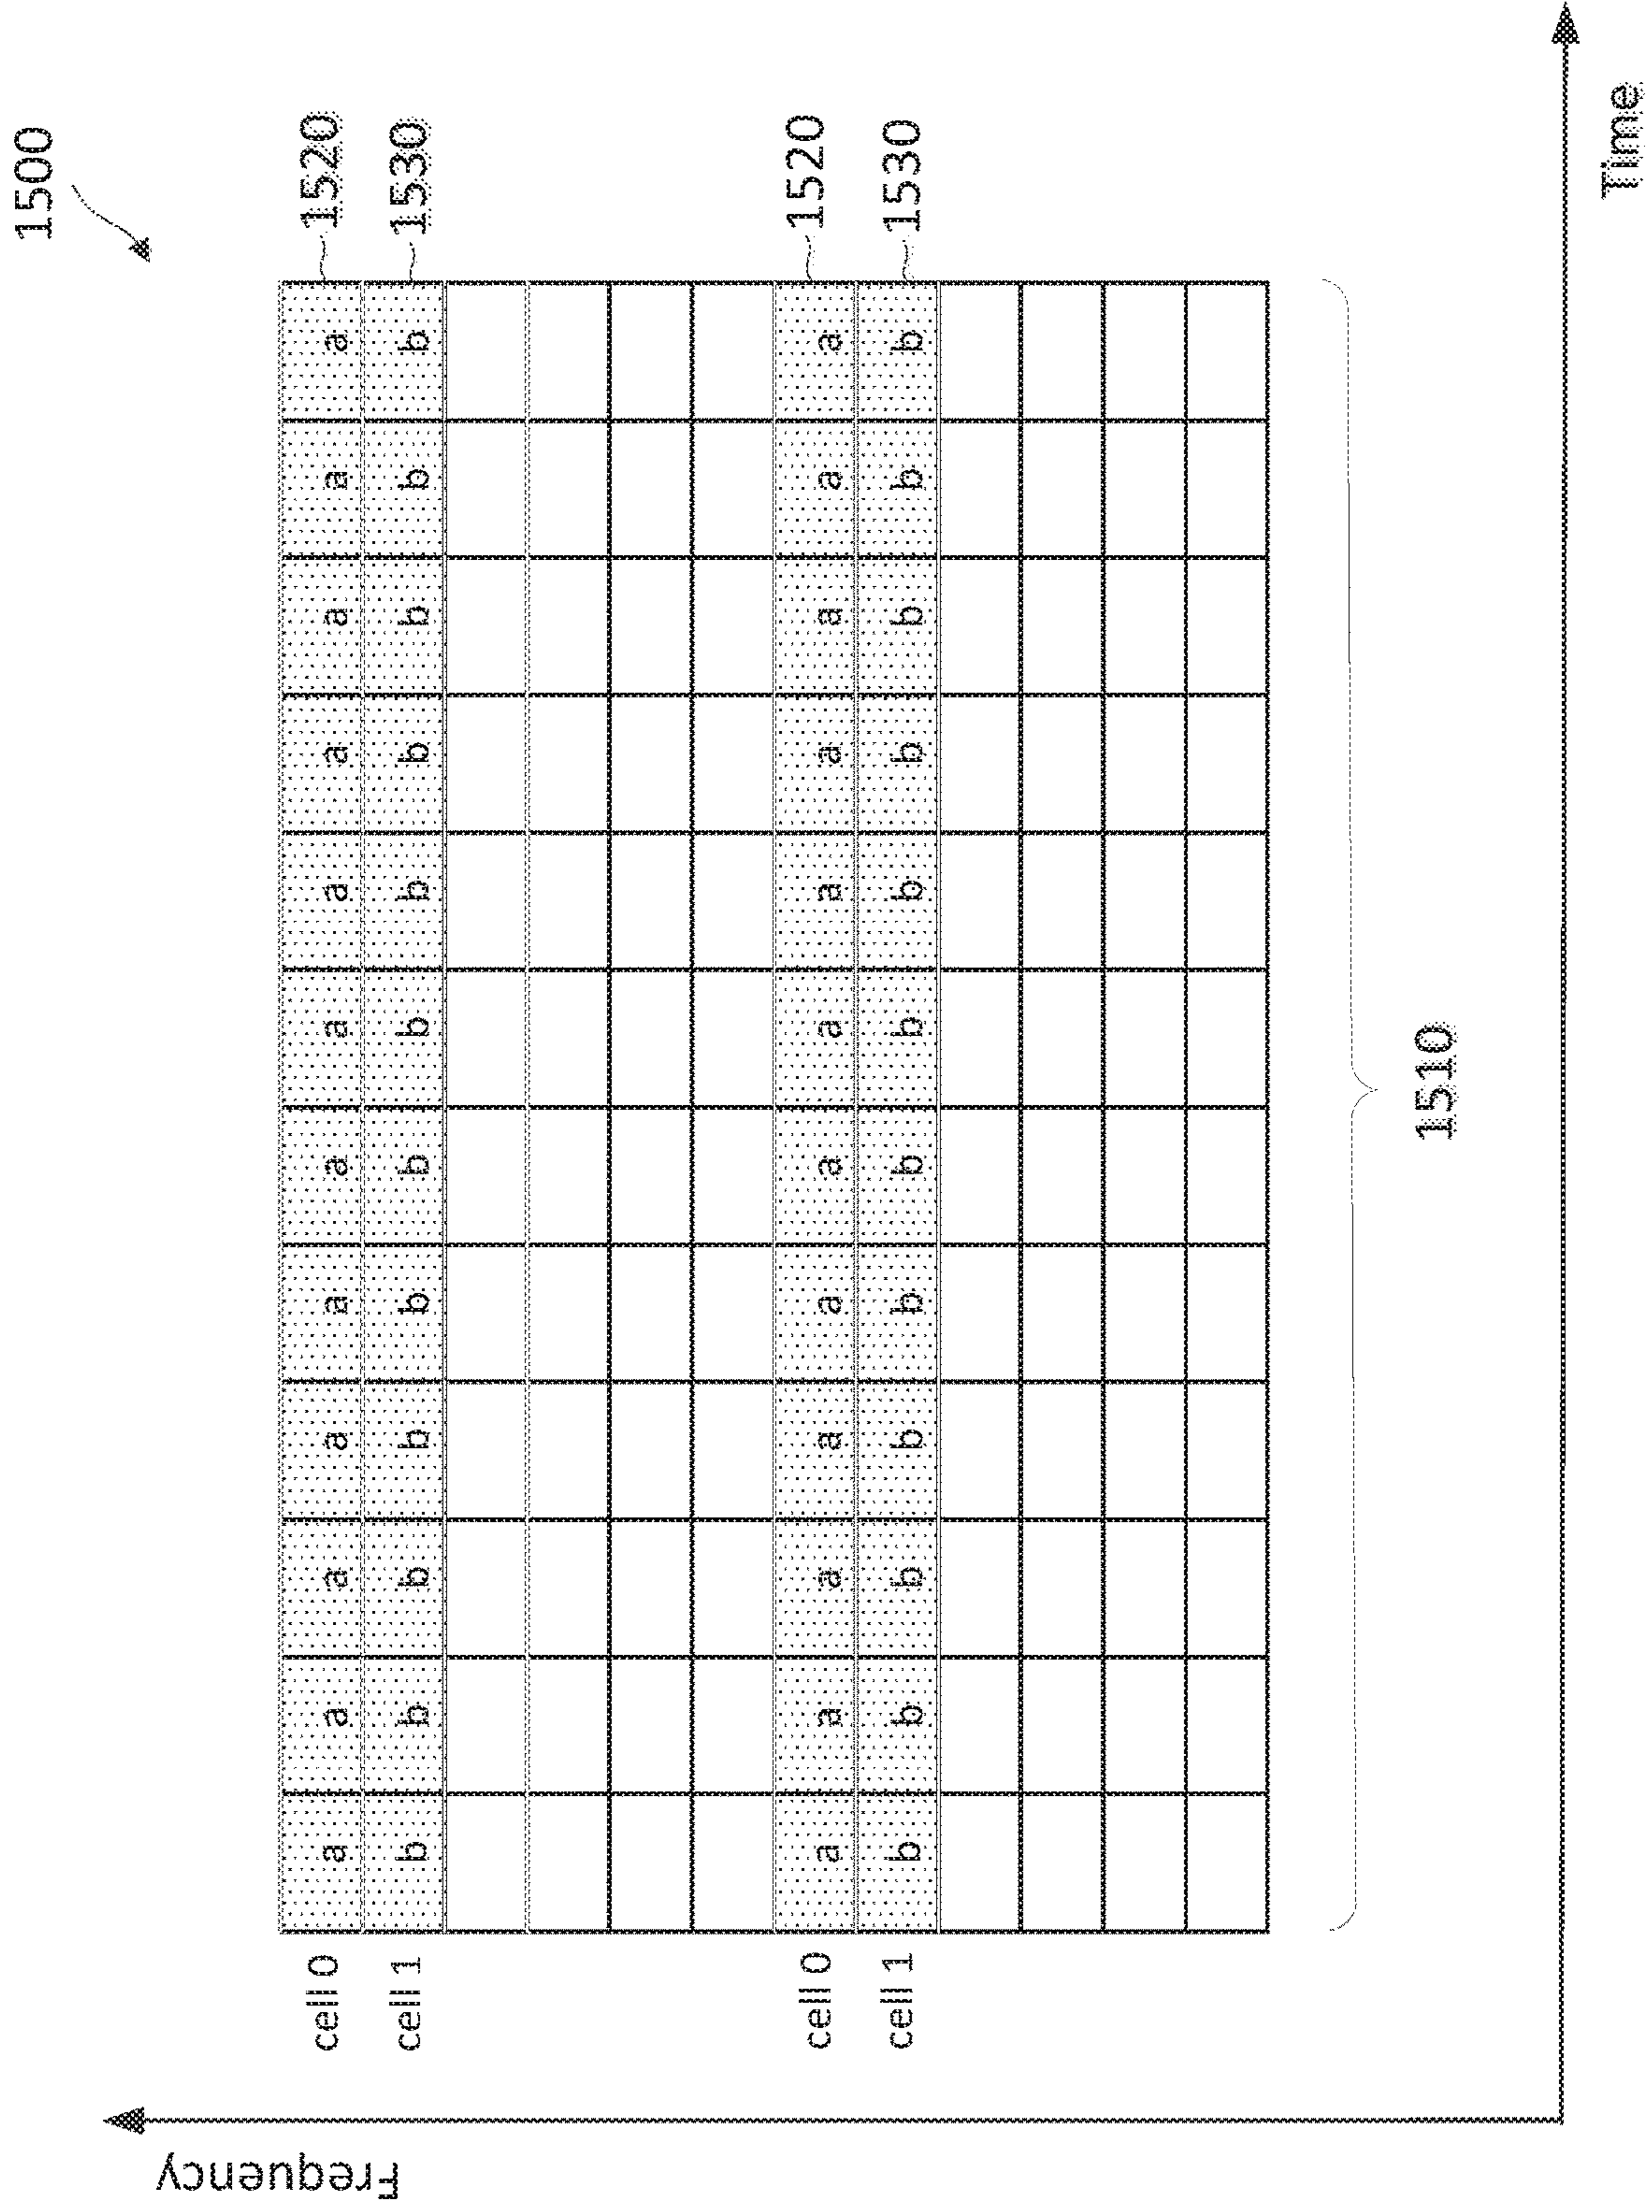 1500
Frequency
cell 0 a a a a a a a a a a a a 1520
cell 1 b b b b b b b b b b b b 1530
cell 0 a a a a a a a a a a a a 1520
cell 1 b b b b b b b b b b b b 1530
1510
Time